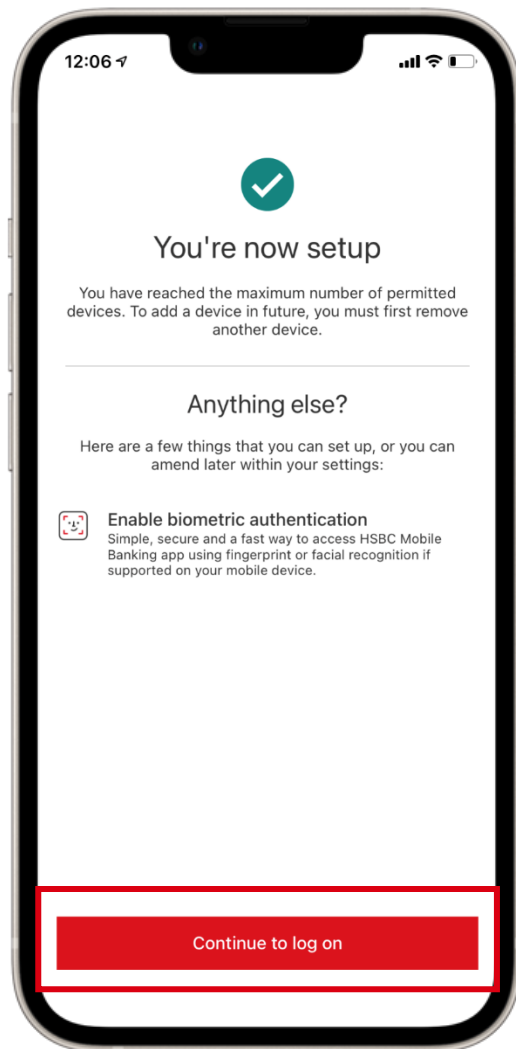 12:06
You're now setup
You have reached the maximum number of permitted
devices. To add a device in future, you must first remove
another device.
Anything else?
Here are a few things that you can set up, or you can
amend later within your settings:
Enable biometric authentication
Simple, secure and a fast way to access HSBC Mobile
Banking app using fingerprint or facial recognition if
supported on your mobile device.
Continue to log on